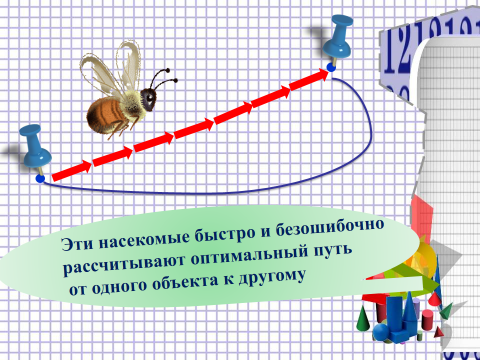 Эти насекомые быстро и безошибочно
рассчитывают оптимальный путь
от одного объекта к другому